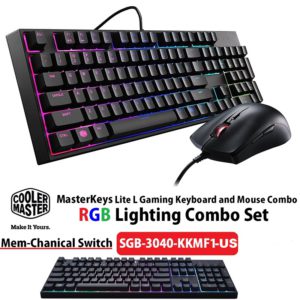 COOLER
MASTER
Make It Yours.
MasterKeys Lite L Gaming Keyboard and Mouse Combo
RGB Lighting Combo Set
Mem-Chanical Switch
SGB-3040-KKMF1-US